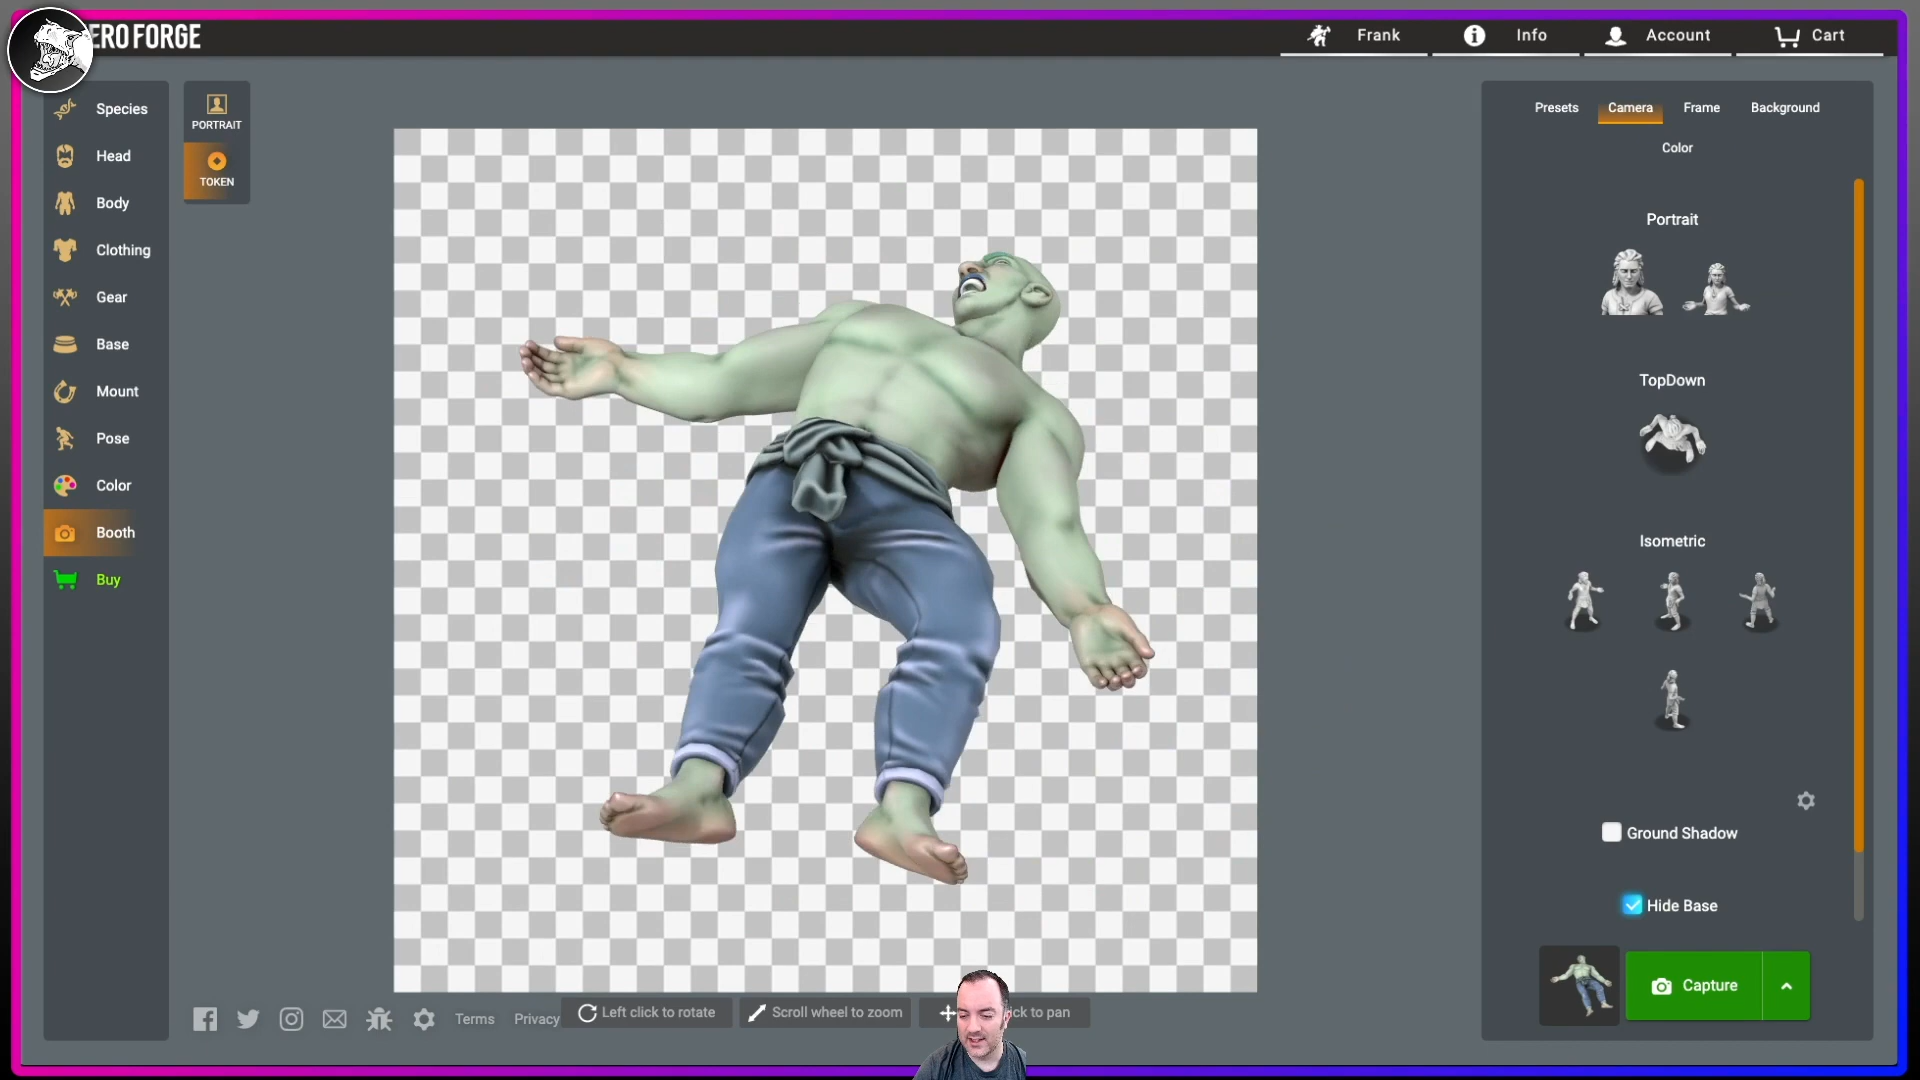 ERO FORGE
Frank
Info
Account
Cart
Species
Head
Body
Clothing
Gear
Base
Mount
Pose
Color
Booth
Buy
PORTRAIT
TOKEN
Presets
Camera
Frame
Background
Color
Portrait
TopDown
Isometric
Ground Shadow
Hide Base
Capture
Terms
Privacy
Left click to rotate
Scroll wheel to zoom
ick to pan